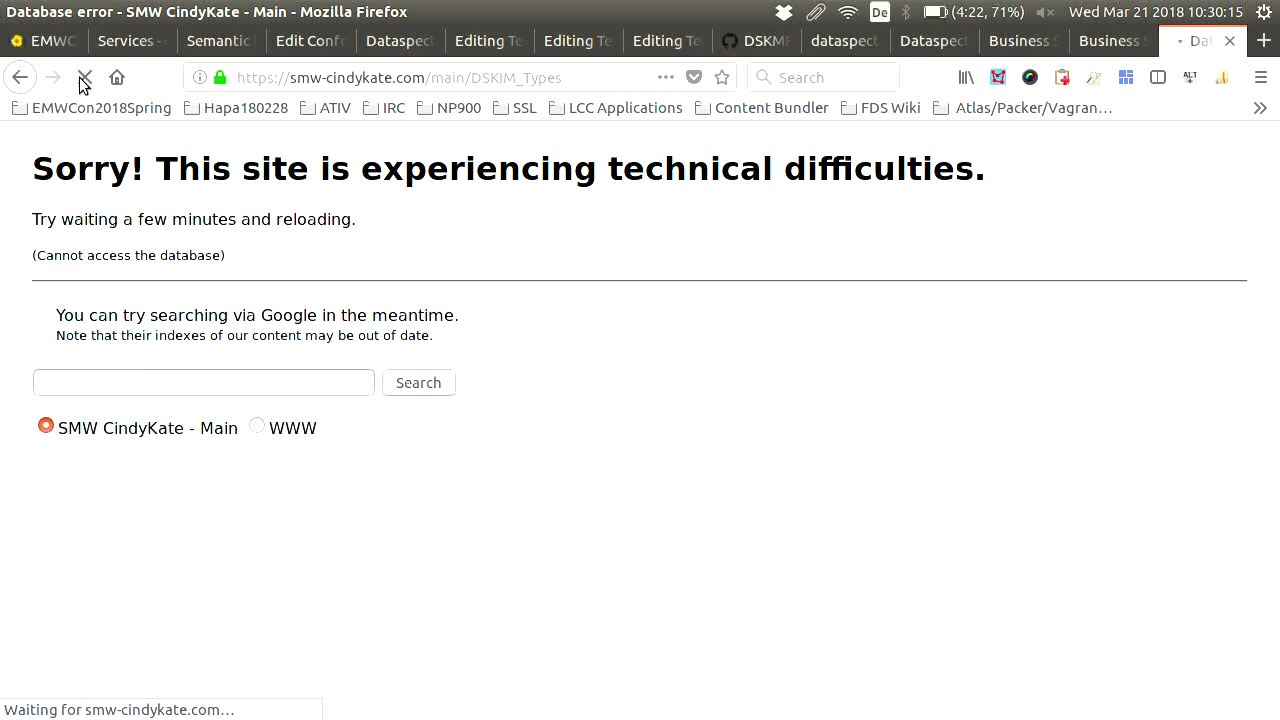 Database error - SMW CindyKate - Main - Mozilla Firefox
De
(4:22, 71%)
Wed Mar 21 2018 10:30:15
EMWC
Services -
Semantic
Edit Confo
Dataspect
Editing Te
Editing Te
Editing Te
DSKMF
dataspect
Dataspect
Business S
Business
Dat
https://smw-cindykate.com/main/DSKIM_Types
Search
ALT
EMWCon2018Spring
Hapa180228
ATIV
IRC
NP900
SSL
LCC Applications
Content Bundler
FDS Wiki
Atlas/Packer/Vagran…
Sorry! This site is experiencing technical difficulties.
Try waiting a few minutes and reloading.
(Cannot access the database)
You can try searching via Google in the meantime.
Note that their indexes of our content may be out of date.
Search
SMW CindyKate - Main
WWW
Waiting for smw-cindykate.com…